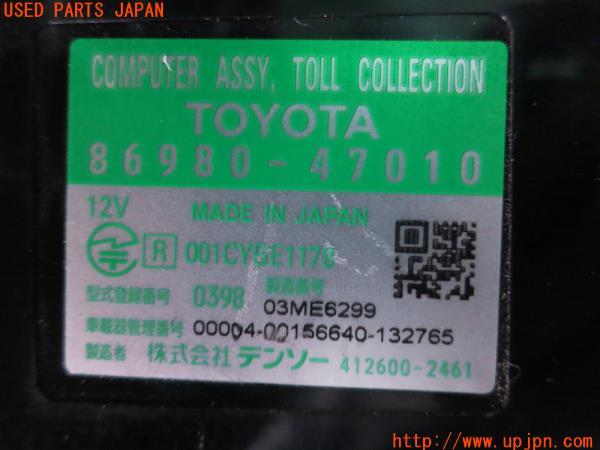 USED PARTS JAPAN
COMPUTER ASSY, TOLL COLLECTION
TOYOTA
86980-47010
12V MADE IN JAPAN
R 001CYBE1178
型式登録番号 0398 製造番号 03ME6299
車載器管理番号 00004-00156640-132765
製造者 株式会社 デンソー 412600-2461
http://www.upjpn.com/